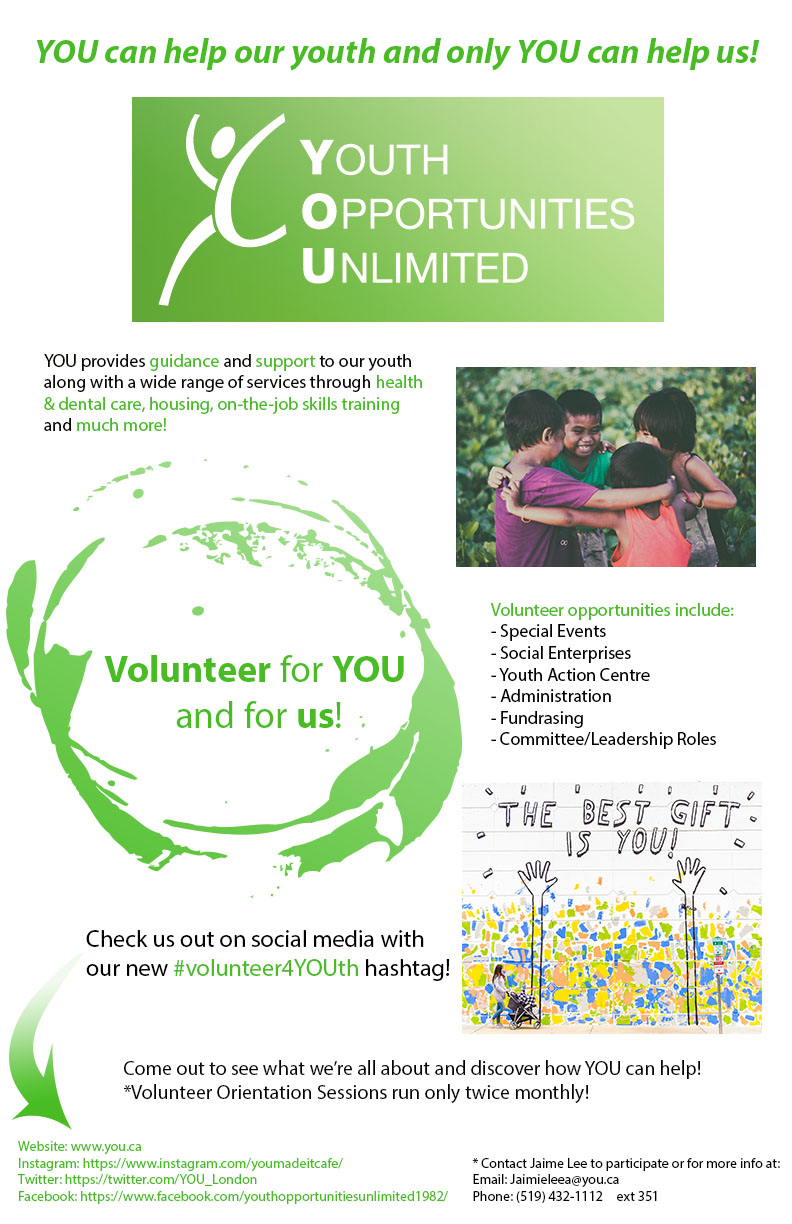 YOU can help our youth and only YOU can help us!
YOUTH
OPPORTUNITIES
UNLIMITED
YOU provides guidance and support to our youth
along with a wide range of services through health
& dental care, housing, on-the-job skills training
and much more!
Volunteer for YOU
and for us!
Volunteer opportunities include:
- Special Events
- Social Enterprises
- Youth Action Centre
- Administration
- Fundrasing
- Committee/Leadership Roles
THE BEST GIFT
IS YOU!
Check us out on social media with
our new #volunteer4YOUth hashtag!
Come out to see what we're all about and discover how YOU can help!
*Volunteer Orientation Sessions run only twice monthly!
Website: www.you.ca
Instagram: https://www.instagram.com/youmadeitcafe/
Twitter: https://twitter.com/YOU_London
Facebook: https://www.facebook.com/youthopportunitiesunlimited1982/
* Contact Jaime Lee to participate or for more info at:
Email: Jaimieleea@you.ca
Phone: (519) 432-1112 ext 351